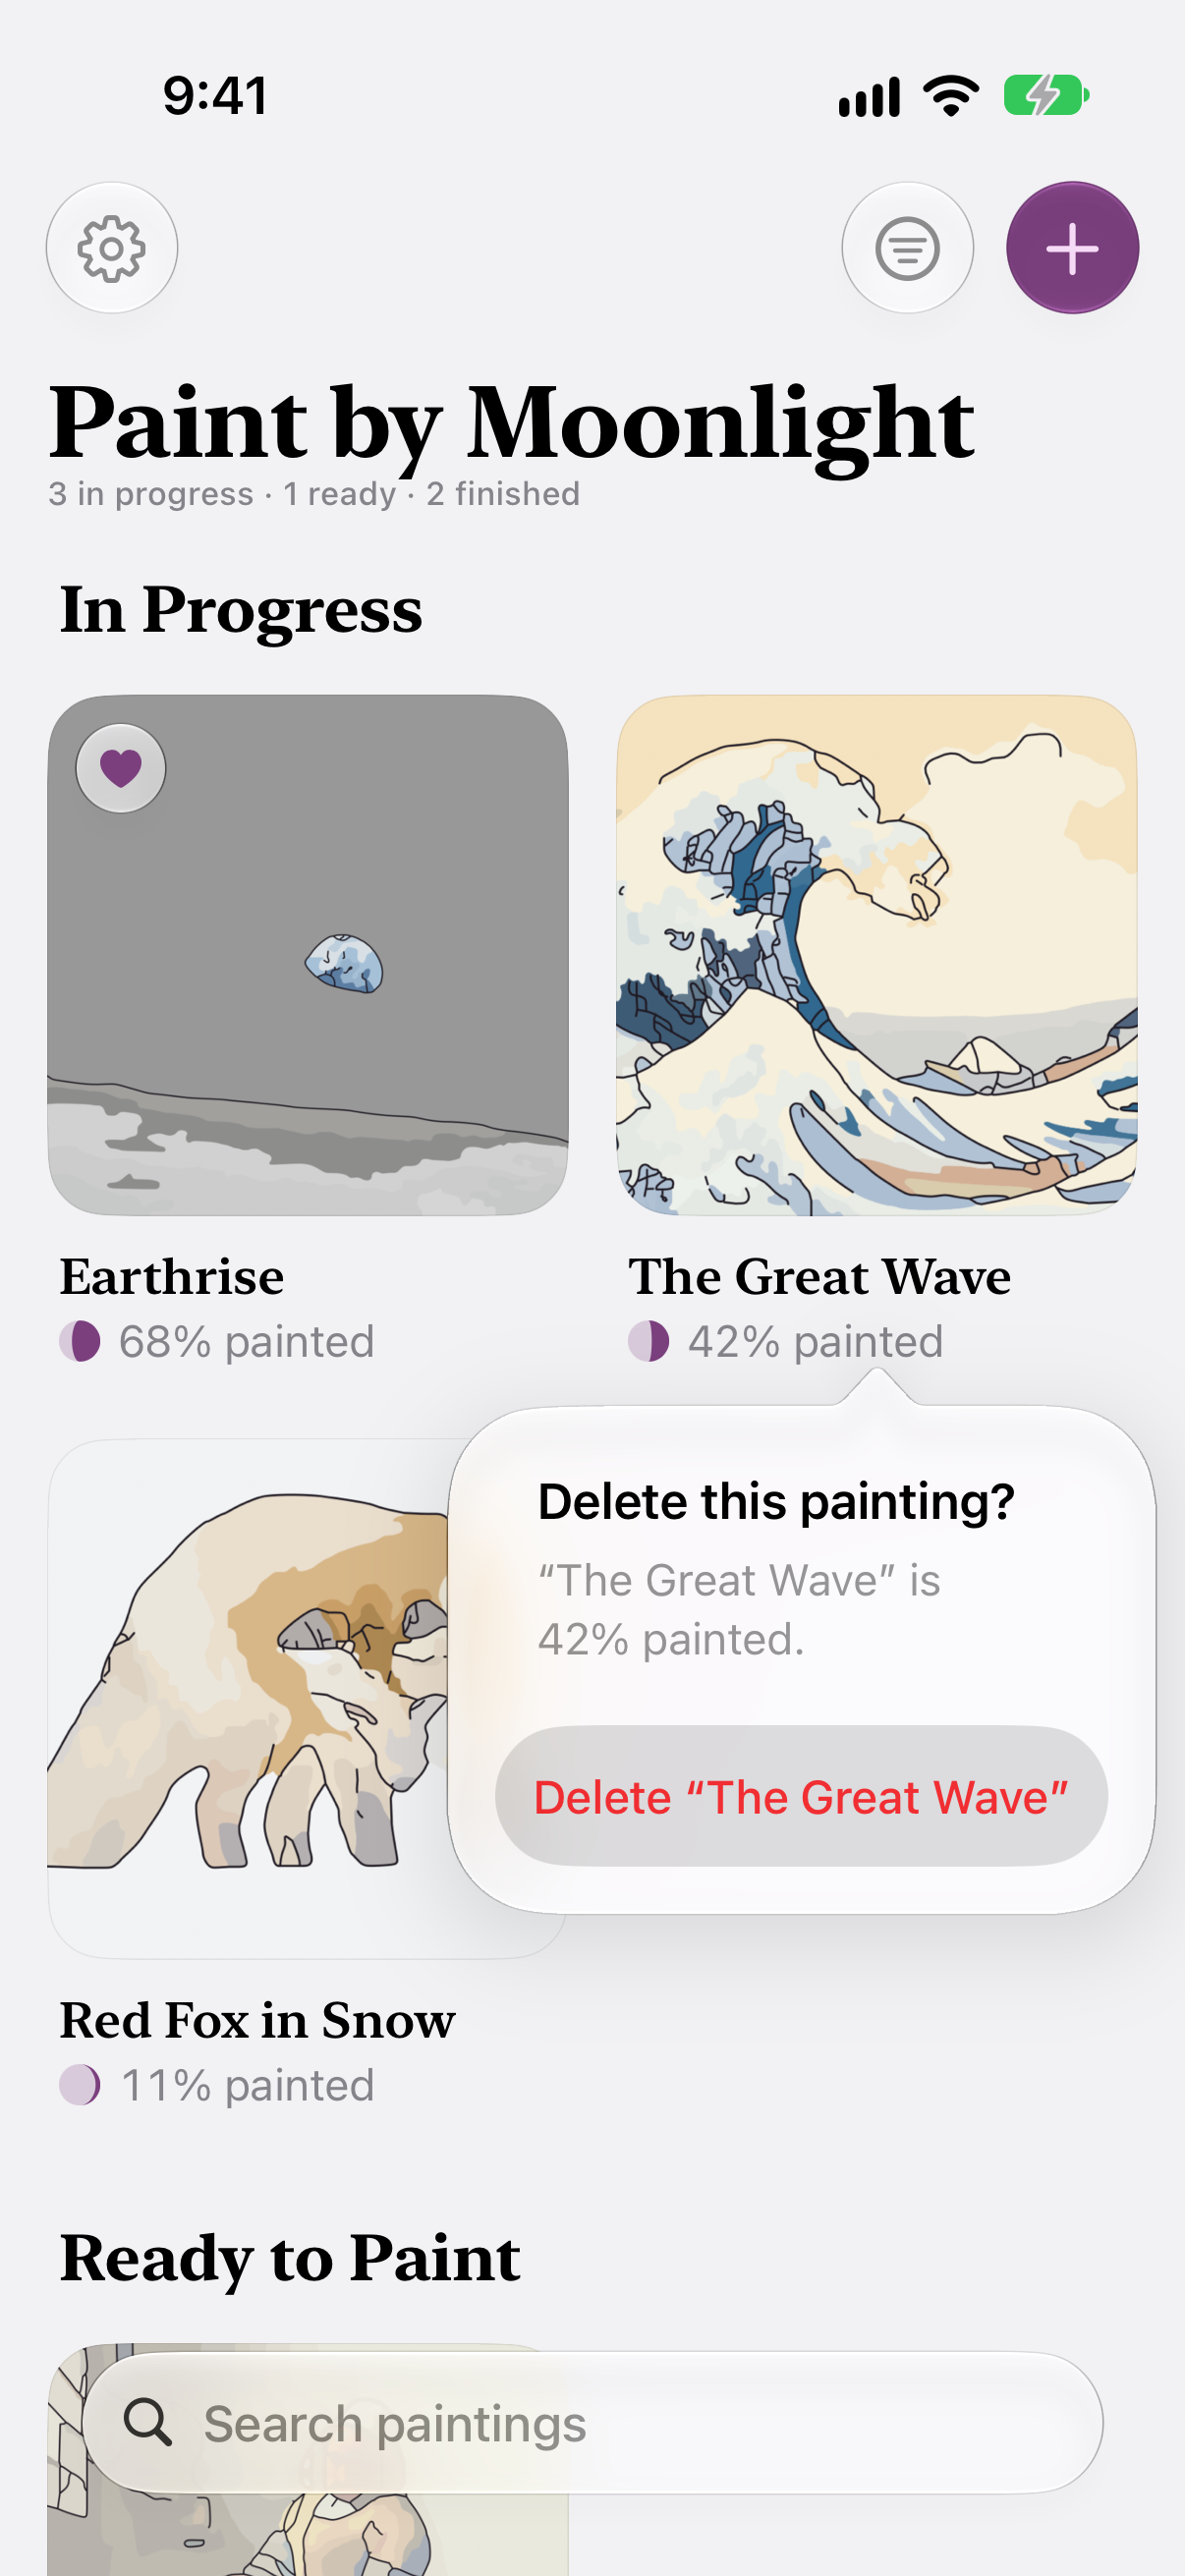 9:41
Paint by Moonlight
3 in progress · 1 ready · 2 finished
In Progress
Earthrise
68% painted
The Great Wave
42% painted
Delete this painting?
“The Great Wave” is
42% painted.
Delete “The Great Wave”
Red Fox in Snow
11% painted
Ready to Paint
Search paintings